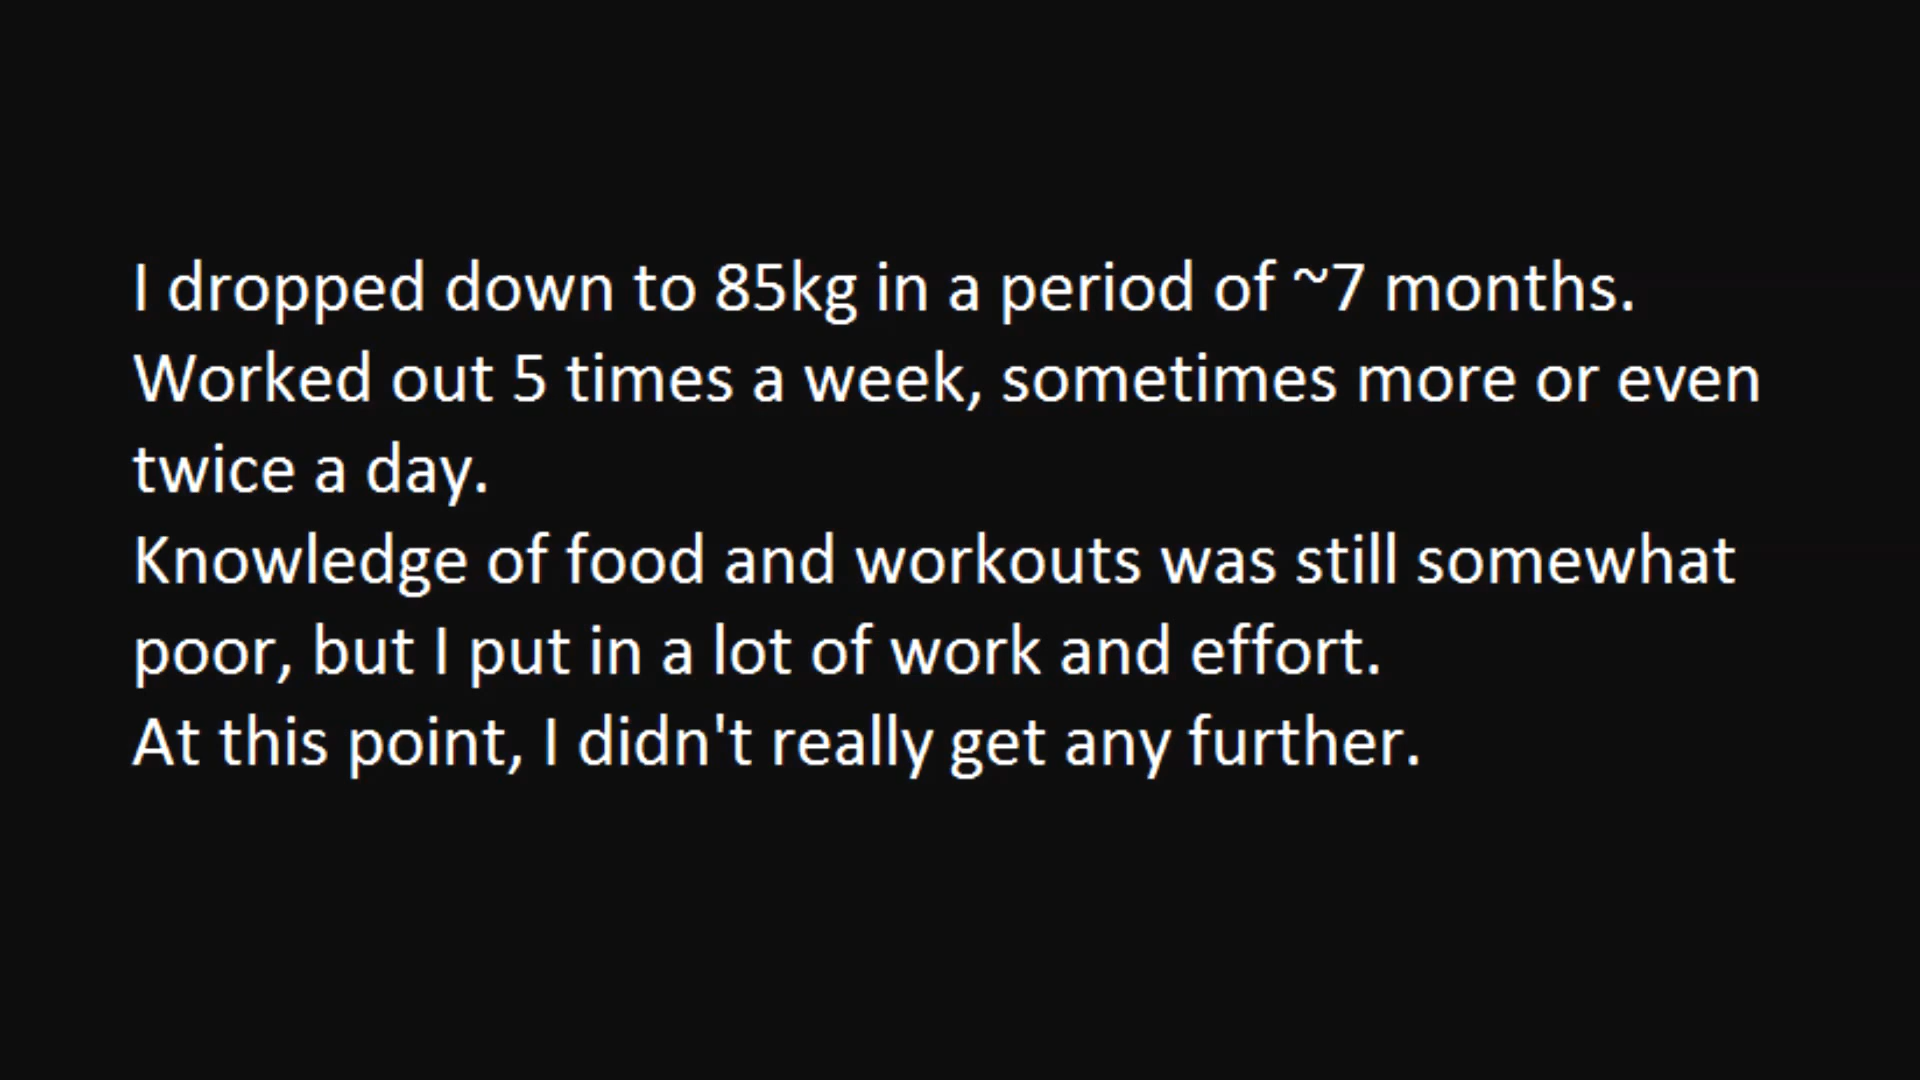 I dropped down to 85kg in a period of ~7 months.
Worked out 5 times a week, sometimes more or even
twice a day.
Knowledge of food and workouts was still somewhat
poor, but I put in a lot of work and effort.
At this point, I didn't really get any further.